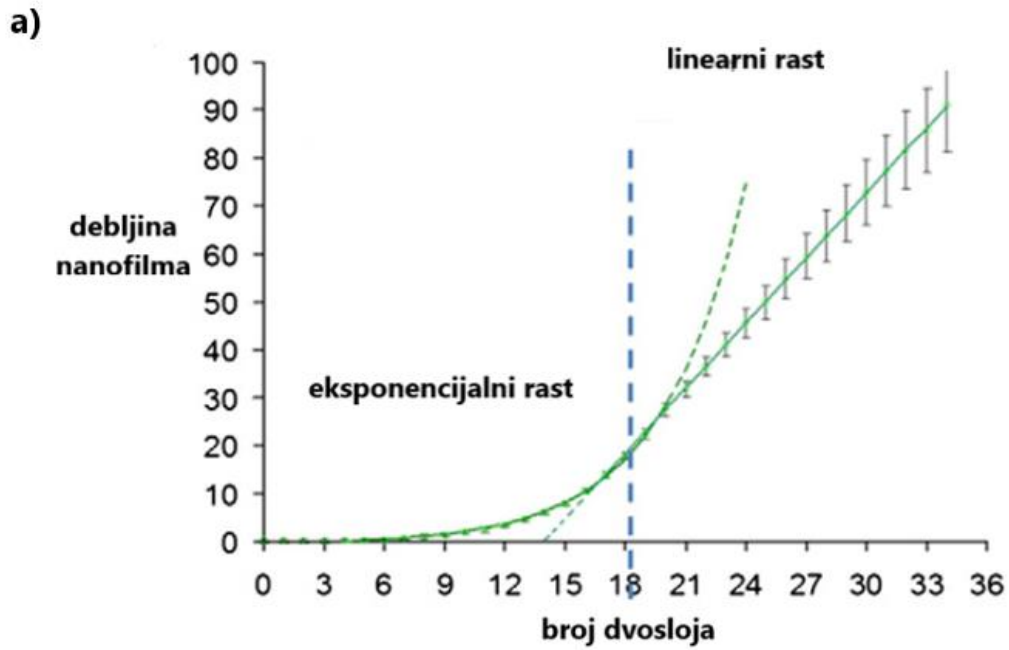 a)
linearni rast
100
90
80
70
60
50
40
30
20
10
0
debljina
nanofilma
eksponencijalni rast
0 3 6 9 12 15 18 21 24 27 30 33 36
broj dvosloja